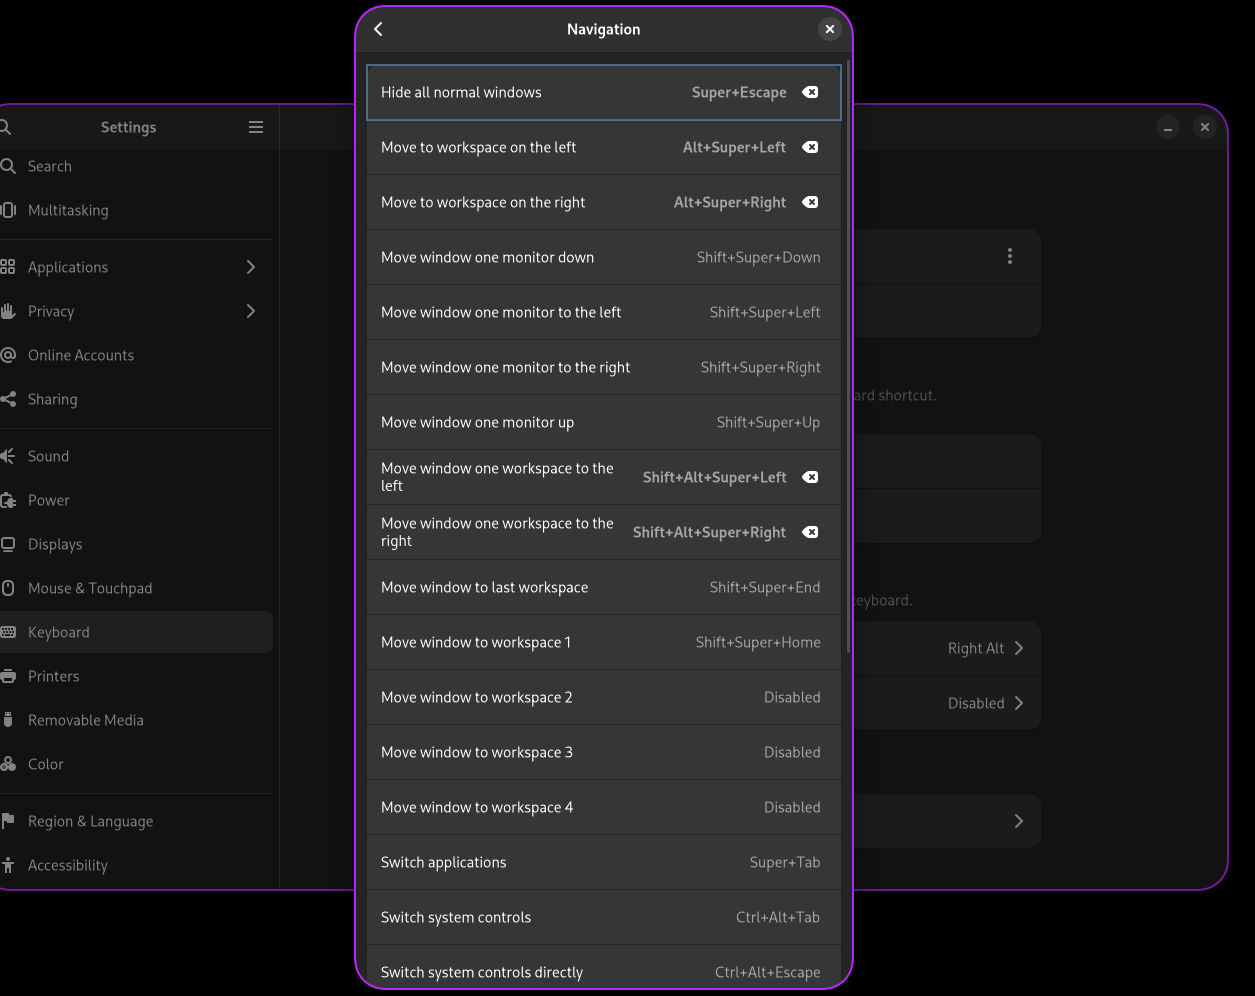 Navigation
Hide all normal windows Super+Escape
Move to workspace on the left Alt+Super+Left
Move to workspace on the right Alt+Super+Right
Move window one monitor down Shift+Super+Down
Move window one monitor to the left Shift+Super+Left
Move window one monitor to the right Shift+Super+Right
Move window one monitor up Shift+Super+Up
Move window one workspace to the
left Shift+Alt+Super+Left
Move window one workspace to the
right Shift+Alt+Super+Right
Move window to last workspace Shift+Super+End
Move window to workspace 1 Shift+Super+Home
Move window to workspace 2 Disabled
Move window to workspace 3 Disabled
Move window to workspace 4 Disabled
Switch applications Super+Tab
Switch system controls Ctrl+Alt+Tab
Switch system controls directly Ctrl+Alt+Escape
Settings
Search
Multitasking
Applications
Privacy
Online Accounts
Sharing
Sound
Power
Displays
Mouse & Touchpad
Keyboard
Printers
Removable Media
Color
Region & Language
Accessibility
shortcut.
Right Alt
Disabled